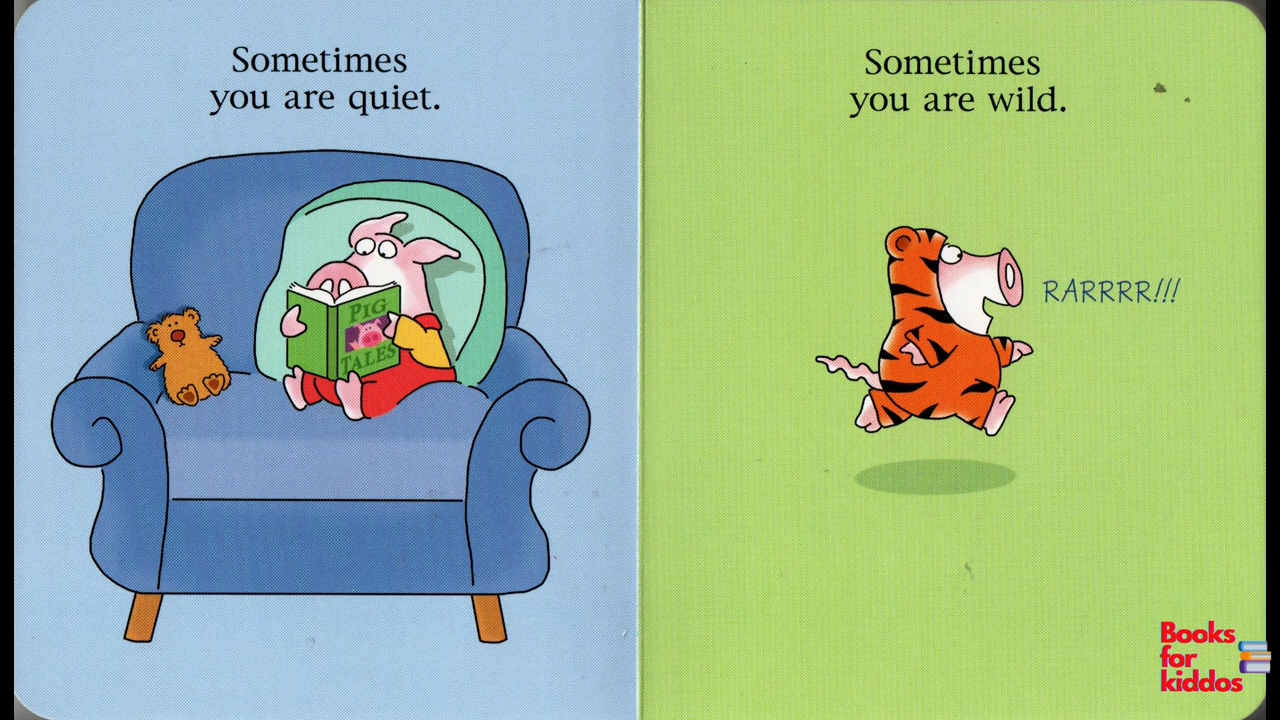 Sometimes
you are quiet.
PIG
TALES
Sometimes
you are wild.
RARRRR!!!
Books
for
kiddos